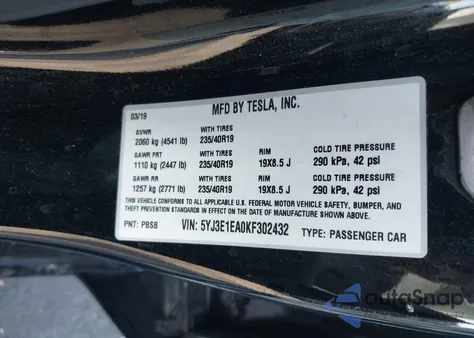 MFD BY TESLA, INC.
03/19
GVWR WITH TIRES RIM COLD TIRE PRESSURE
2060 kg (4541 lb) 235/40R19 19X8.5 J 290 kPa, 42 psi
GAWR FRT WITH TIRES
1110 kg (2447 lb) 235/40R19
GAWR RR WITH TIRES RIM COLD TIRE PRESSURE
1257 kg (2771 lb) 235/40R19 19X8.5 J 290 kPa, 42 psi
THIS VEHICLE CONFORMS TO ALL APPLICABLE U.S. FEDERAL MOTOR VEHICLE SAFETY, BUMPER, AND
THEFT PREVENTION STANDARDS IN EFFECT ON THE DATE OF MANUFACTURE SHOWN ABOVE.
PNT: PBSB VIN: 5YJ3E1EA0KF302432 TYPE: PASSENGER CAR
autoSnap